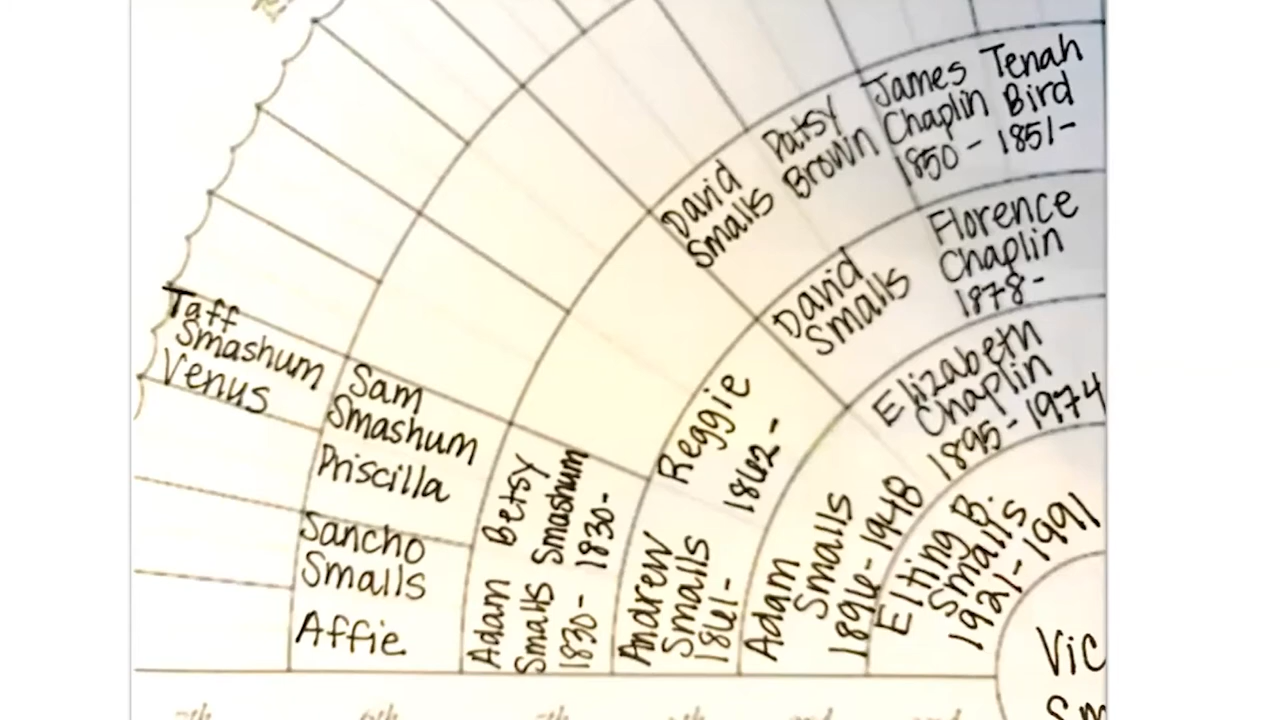 Taff
Smashum
Venus
Sam
Smashum
Priscilla
Sancho
Smalls
Affie
Betsy
Smashum
1830-
Adam
Smalls
1830-
Reggie
1862-
Andrew
Smalls
1861-
David
Smalls
Patsy
Brown
James
Chaplin
1850-
Tenah
Bird
1851-
David
Smalls
Florence
Chaplin
1878-
Elizabeth
Chaplin
1895-1974
Adam
Smalls
1896-1948
Elting B.
Smalls
1921-1991
Vic
Sm